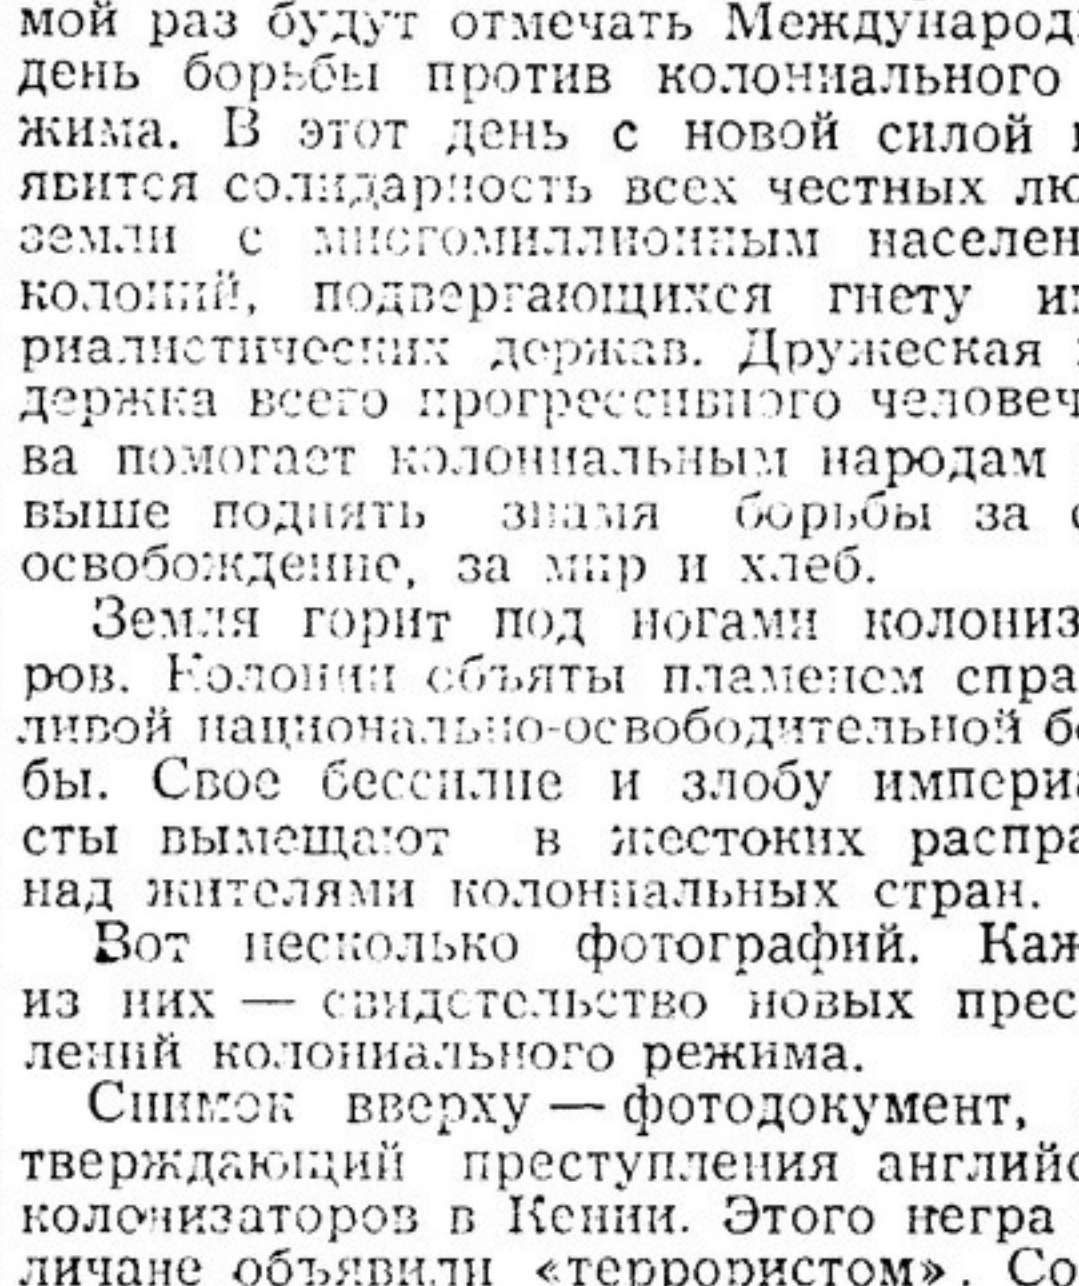 мой раз будут отмечать Международ
день борьбы против колониального
жима. В этот день с новой силой
явится солидарность всех честных лю
земли с многомиллионным населен
колоний, подвергающихся гнету и
риалистических держав. Дружеская
держка всего прогрессивного человеч
ва помогает колониальным народам
выше поднять знамя борьбы за
освобождение, за мир и хлеб.
Земля горит под ногами колониз
ров. Колонии объяты пламенем спра
ливой национально-освободительной б
бы. Свое бессилие и злобу импери
сты вымещают в жестоких распра
над жителями колониальных стран.
Вот несколько фотографий. Каж
из них — свидетельство новых прес
лений колониального режима.
Снимок вверху — фотодокумент,
тверждающий преступления английс
колонизаторов в Кении. Этого негра
личане объявили «террористом». Со